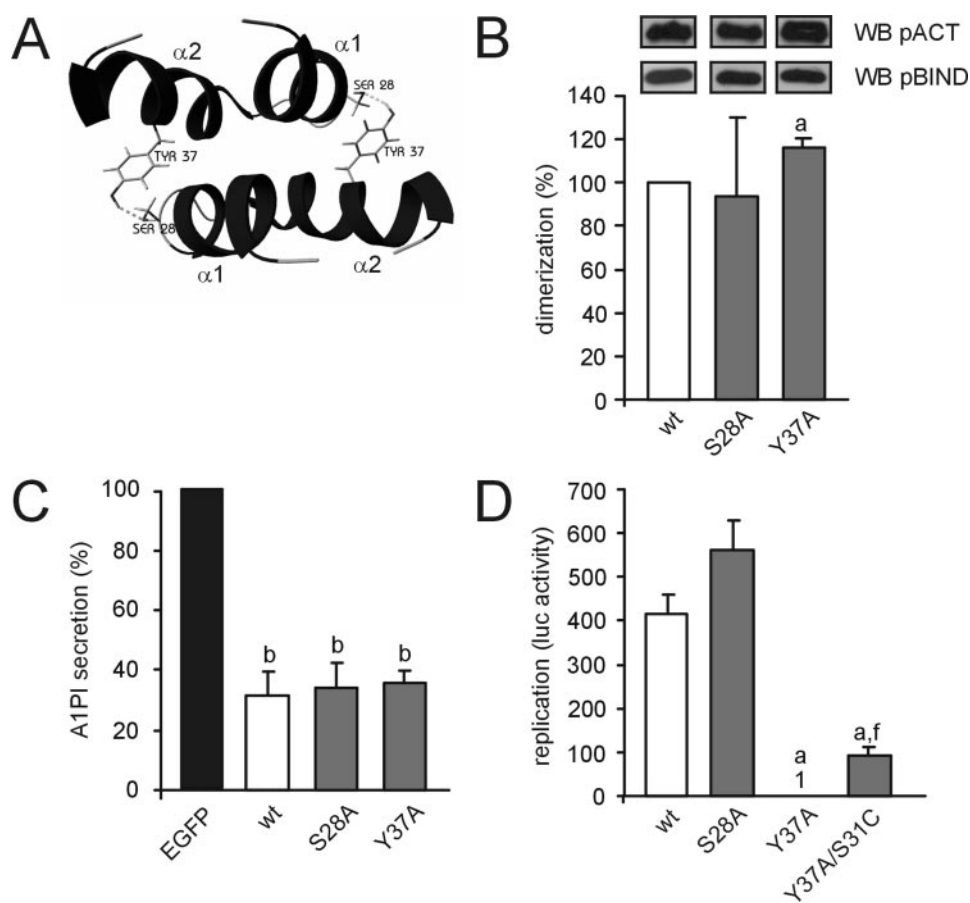 A
α2
α1
SER 28
TYR 37
TYR 37
SER 28
α1
α2
B
WB pACT
WB pBIND
dimerization (%)
140
120
100
80
60
40
20
0
a
wt
S28A
Y37A
C
A1PI secretion (%)
100
80
60
40
20
0
b
b
b
EGFP
wt
S28A
Y37A
D
replication (luc activity)
700
600
500
400
300
200
100
0
a
1
a,f
wt
S28A
Y37A
Y37A/S31C